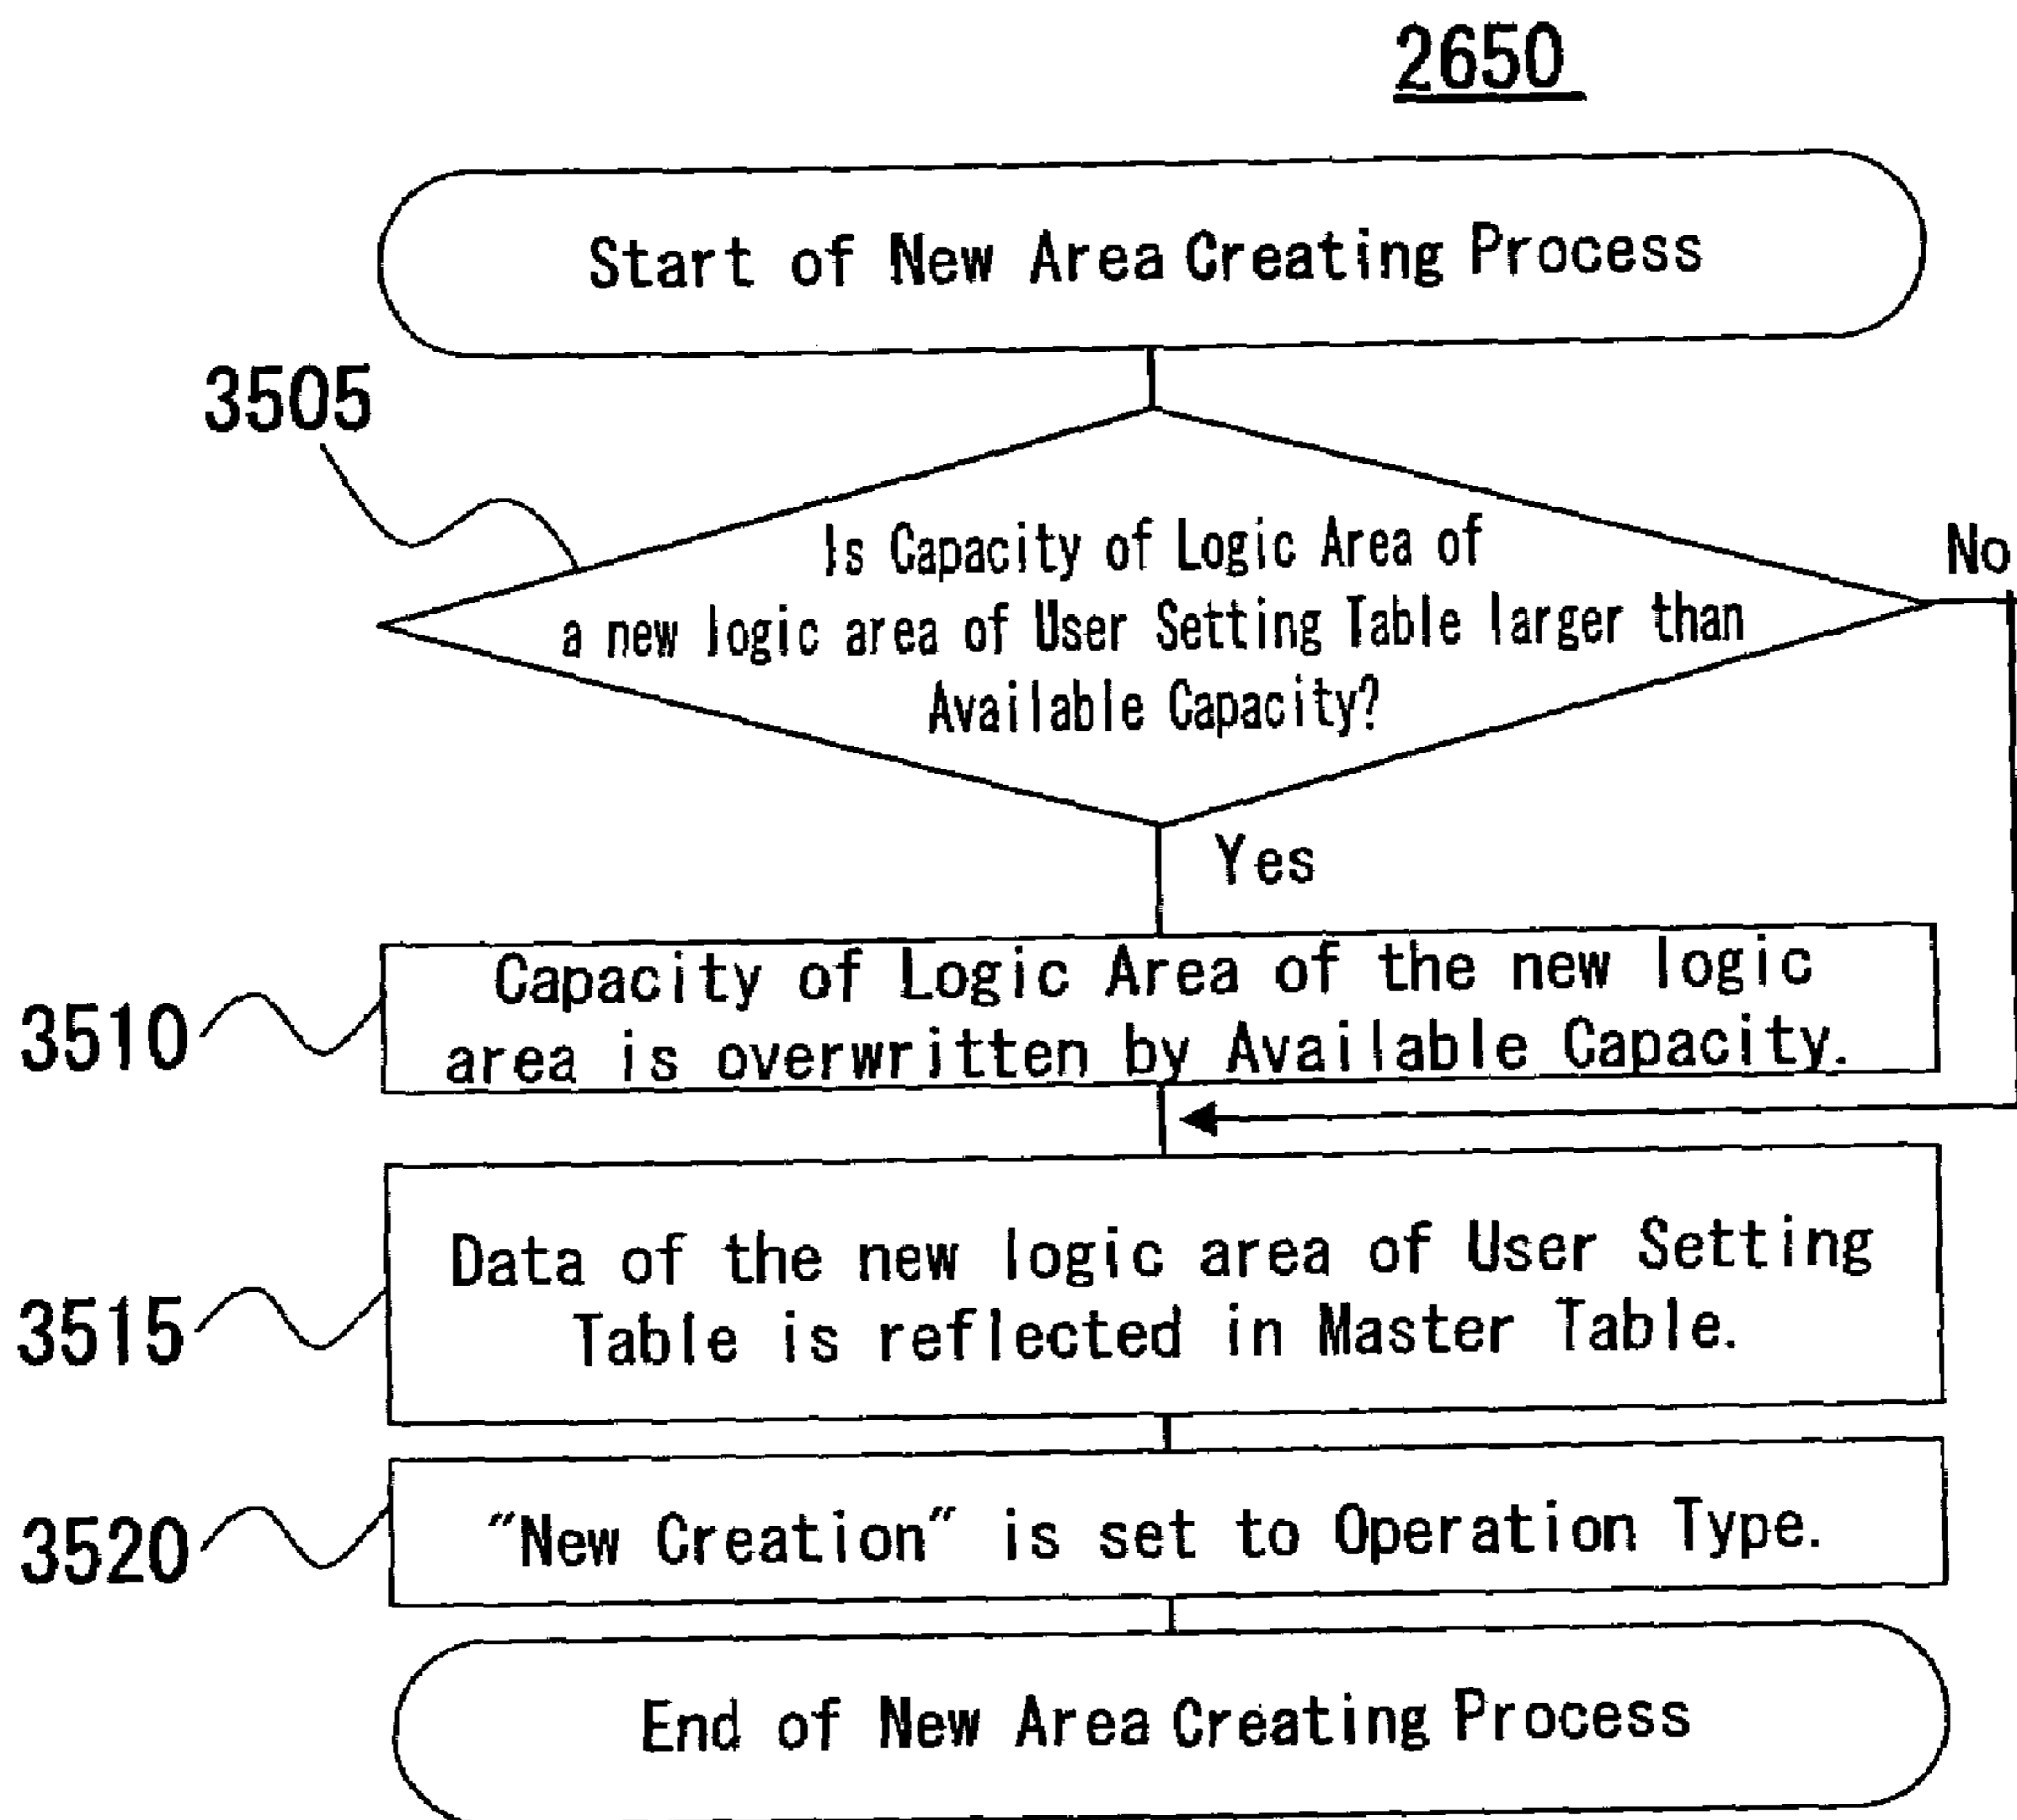 2650
Start of New Area Creating Process
3505
Is Capacity of Logic Area of
a new logic area of User Setting Table larger than
Available Capacity?
No
Yes
3510
Capacity of Logic Area of the new logic
area is overwritten by Available Capacity.
3515
Data of the new logic area of User Setting
Table is reflected in Master Table.
3520
"New Creation" is set to Operation Type.
End of New Area Creating Process